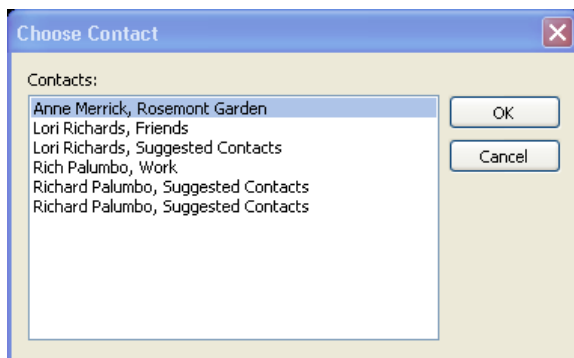 Choose Contact
Contacts:
Anne Merrick, Rosemont Garden
Lori Richards, Friends
Lori Richards, Suggested Contacts
Rich Palumbo, Work
Richard Palumbo, Suggested Contacts
Richard Palumbo, Suggested Contacts
OK
Cancel